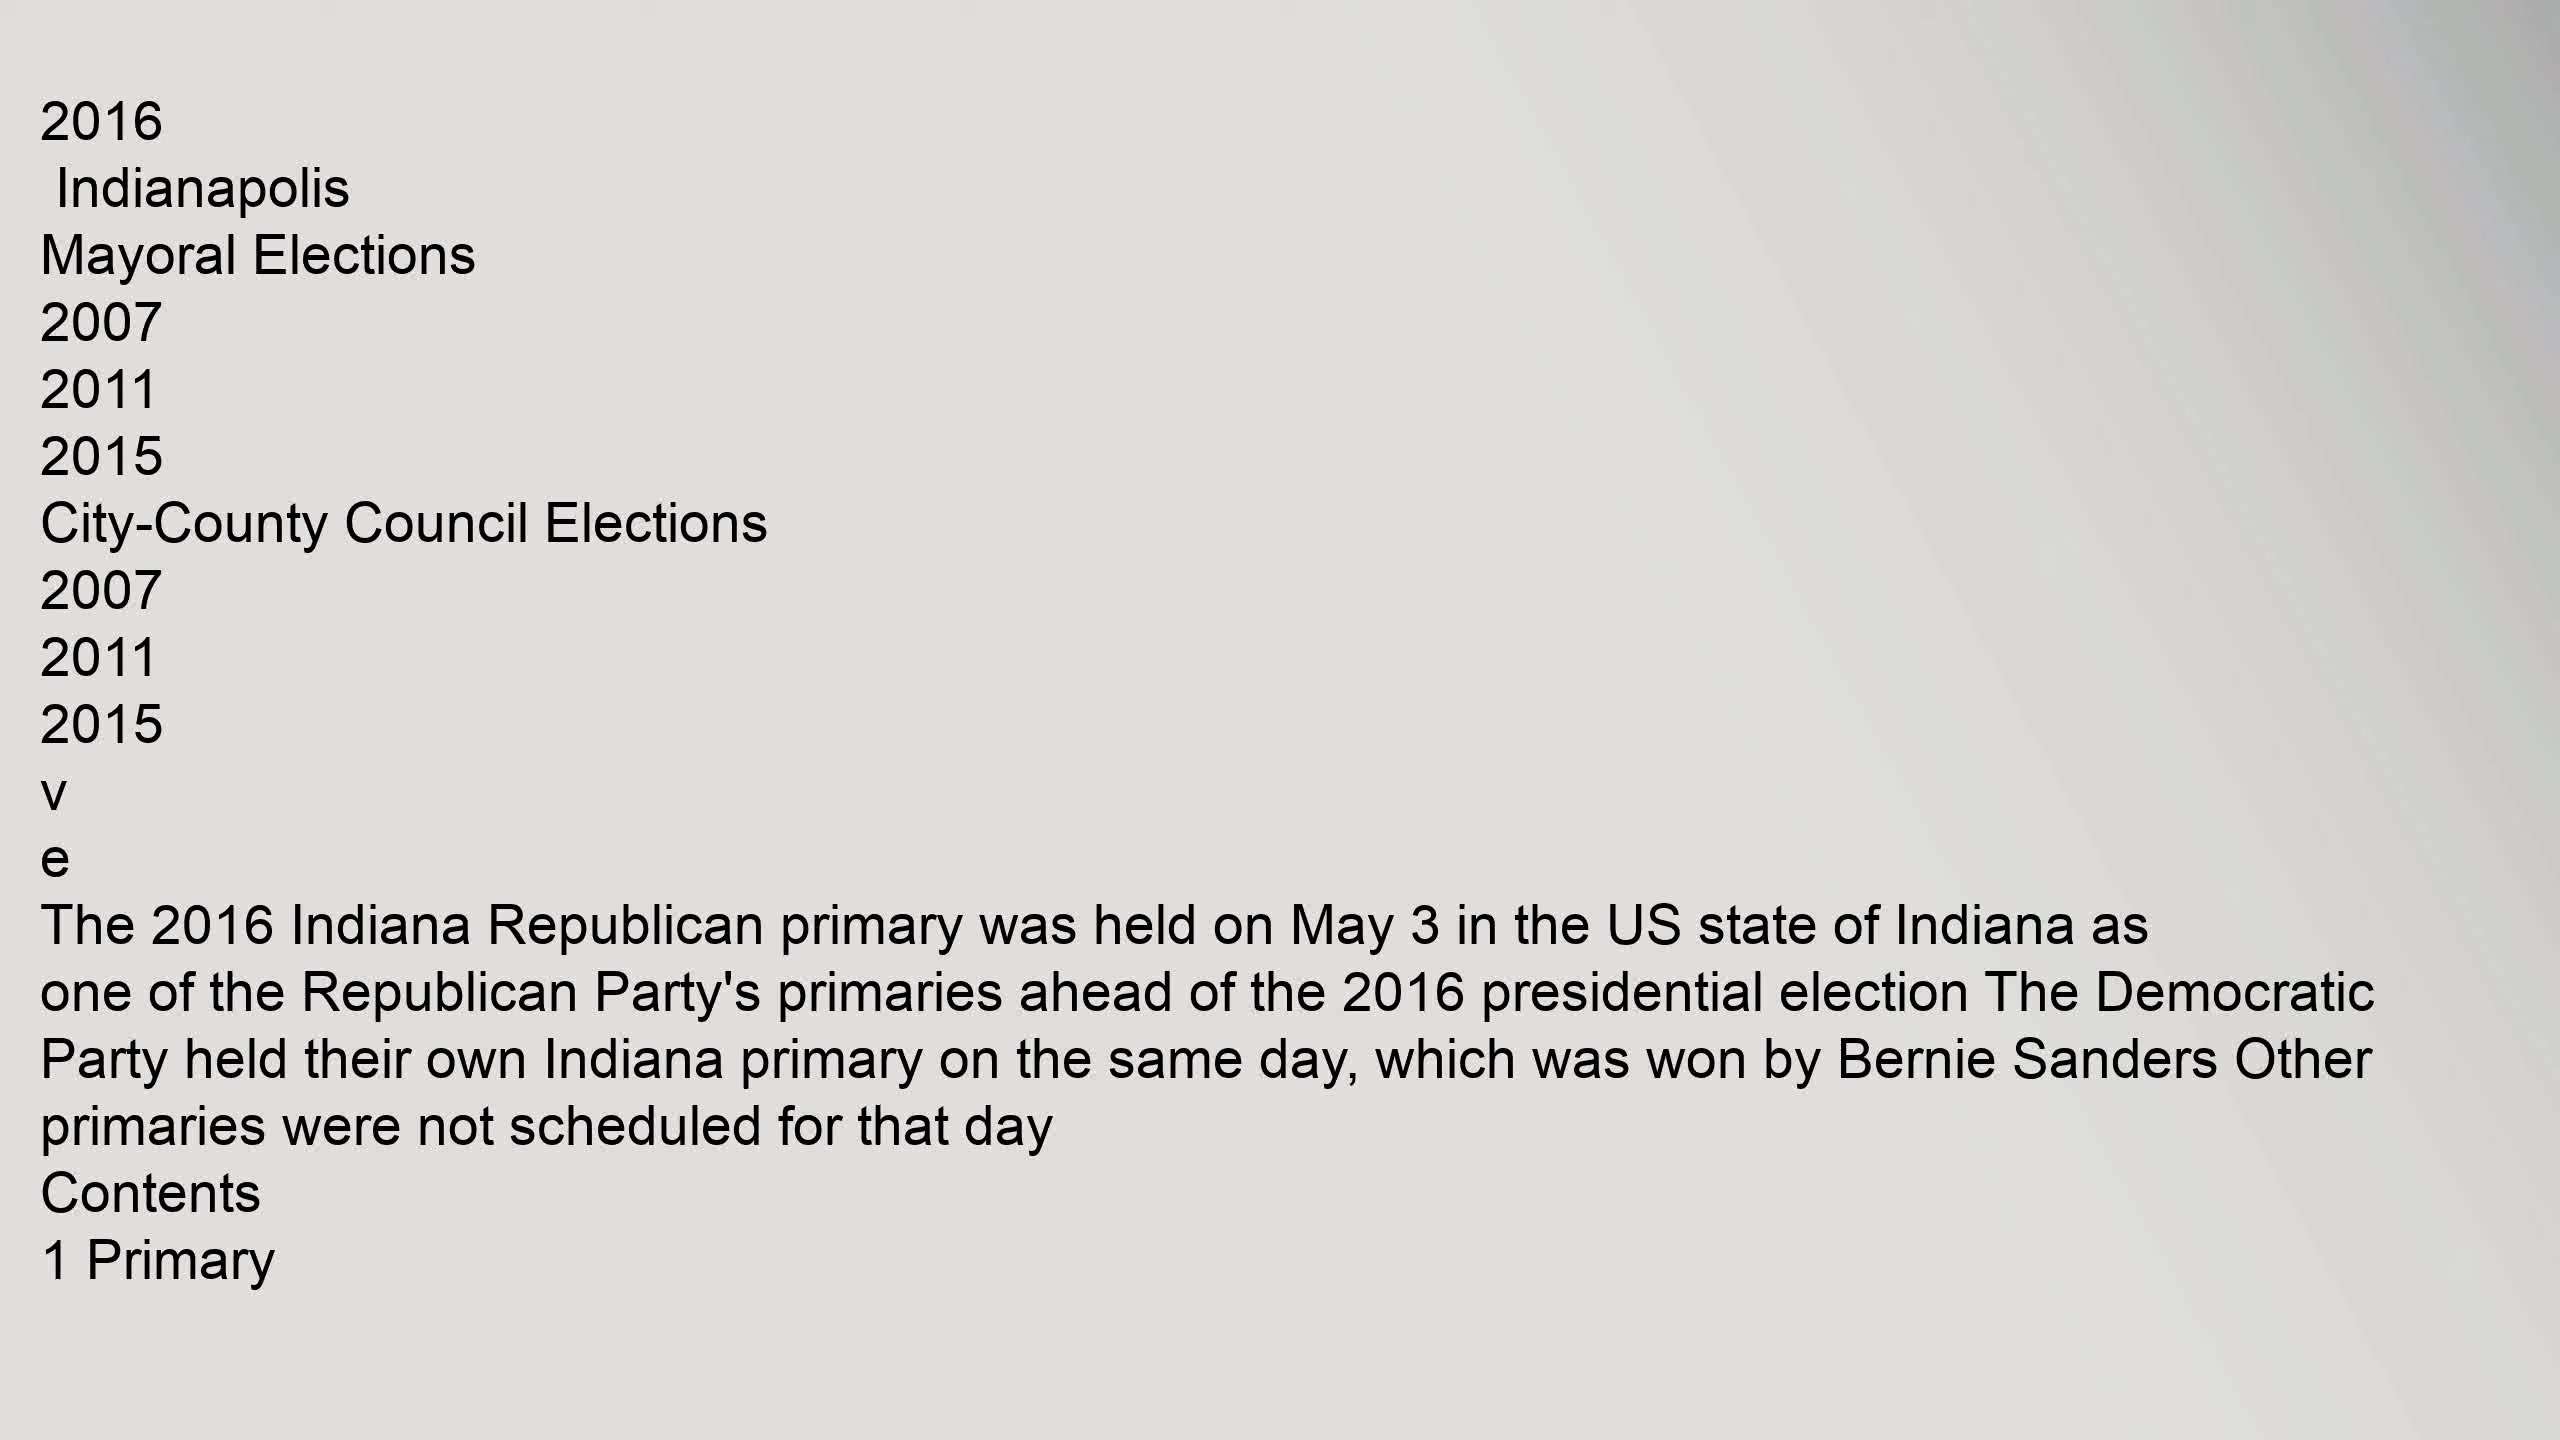 2016
Indianapolis
Mayoral Elections
2007
2011
2015
City-County Council Elections
2007
2011
2015
v
e
The 2016 Indiana Republican primary was held on May 3 in the US state of Indiana as
one of the Republican Party's primaries ahead of the 2016 presidential election The Democratic
Party held their own Indiana primary on the same day, which was won by Bernie Sanders Other
primaries were not scheduled for that day
Contents
1 Primary